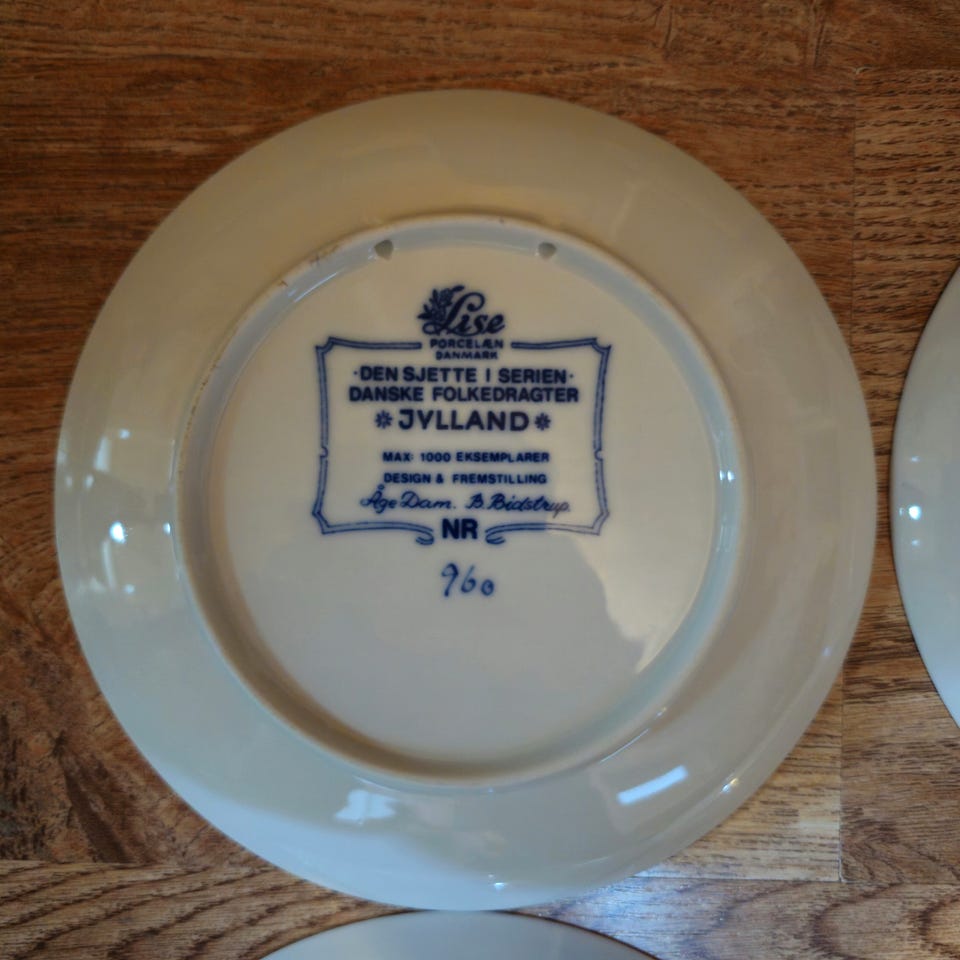 Lise
PORCELÆN
DANMARK
·DEN SJETTE I SERIEN·
DANSKE FOLKEDRAGTER
JYLLAND
MAX: 1000 EKSEMPLARER
DESIGN & FREMSTILLING
Åge Dam. B. Bidstrup.
NR
960